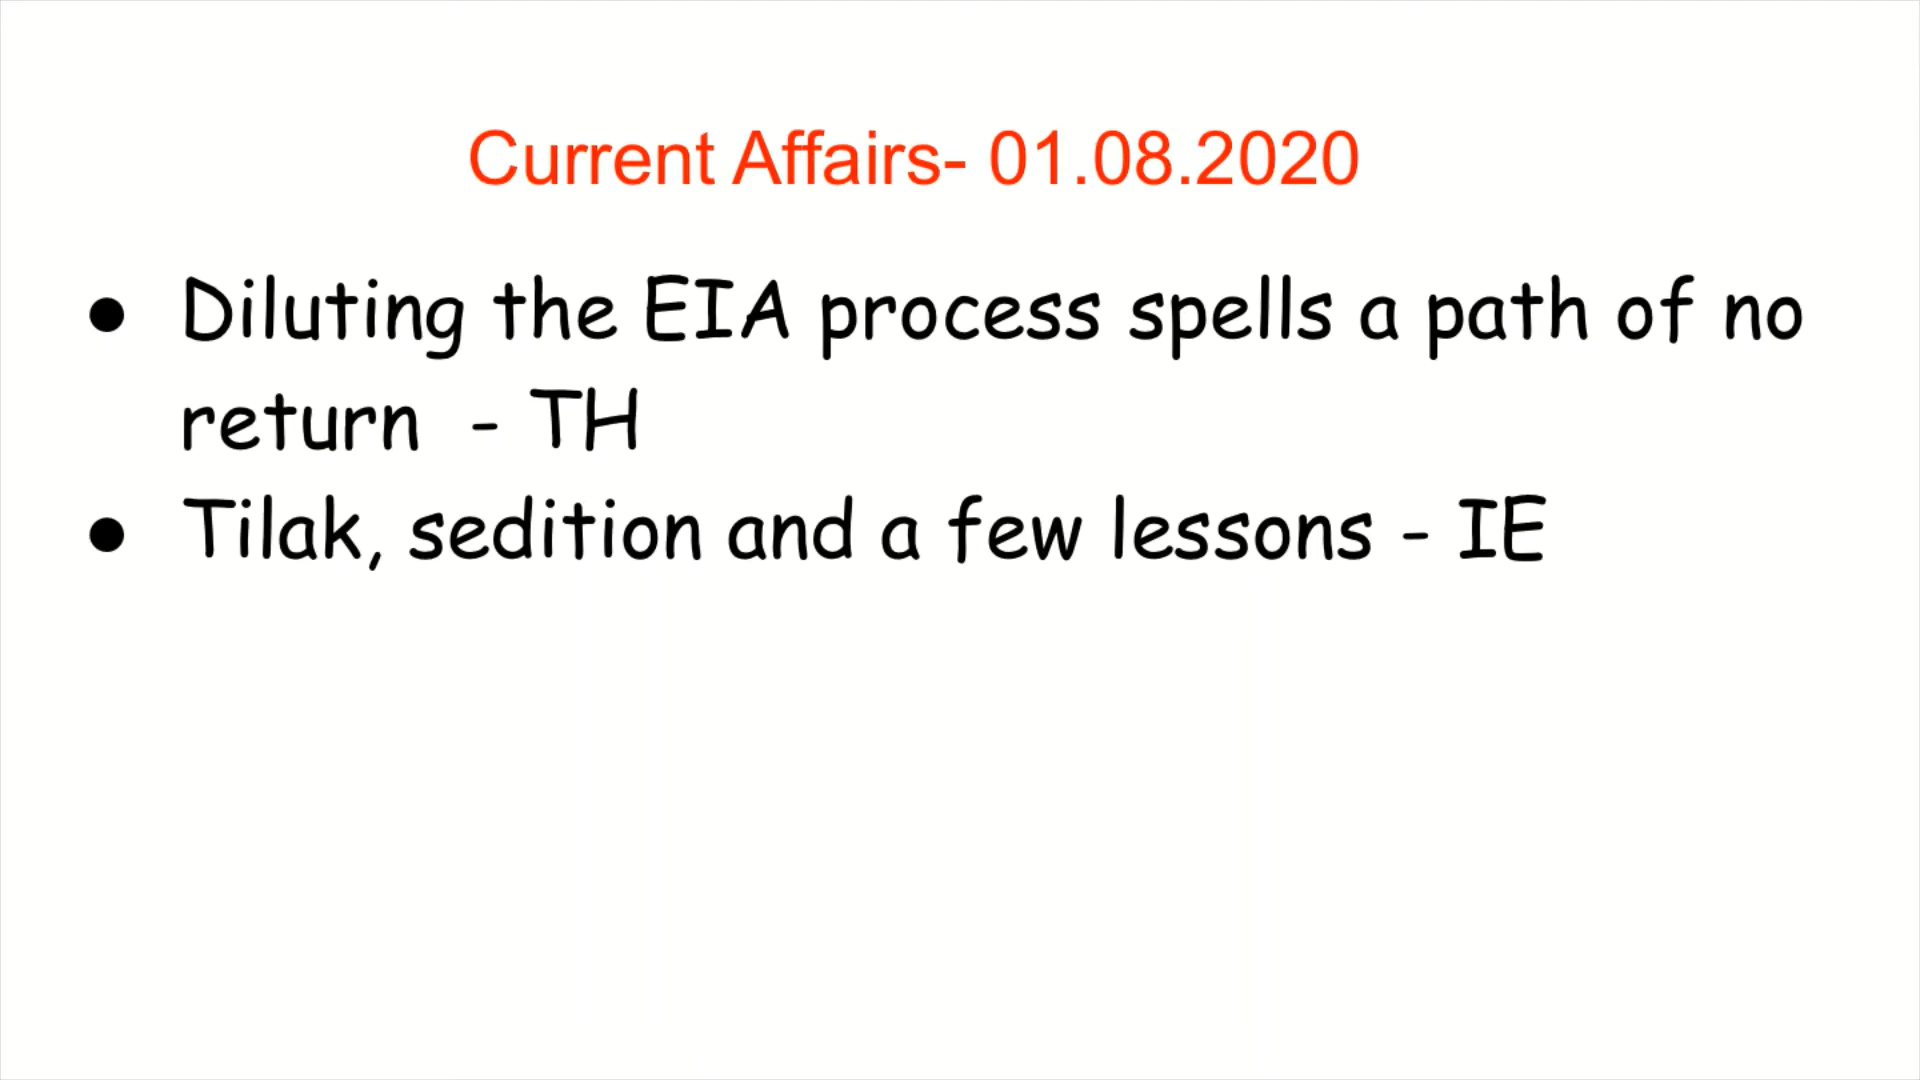 Current Affairs- 01.08.2020
● Diluting the EIA process spells a path of no
return - TH
● Tilak, sedition and a few lessons - IE